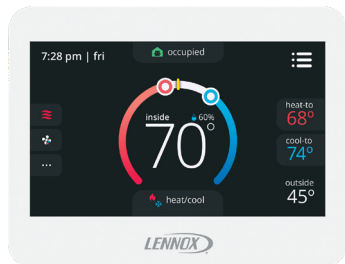 7:28 pm | fri
occupied
inside
60%
70°
heat-to
68°
cool-to
74°
outside
45°
heat/cool
LENNOX